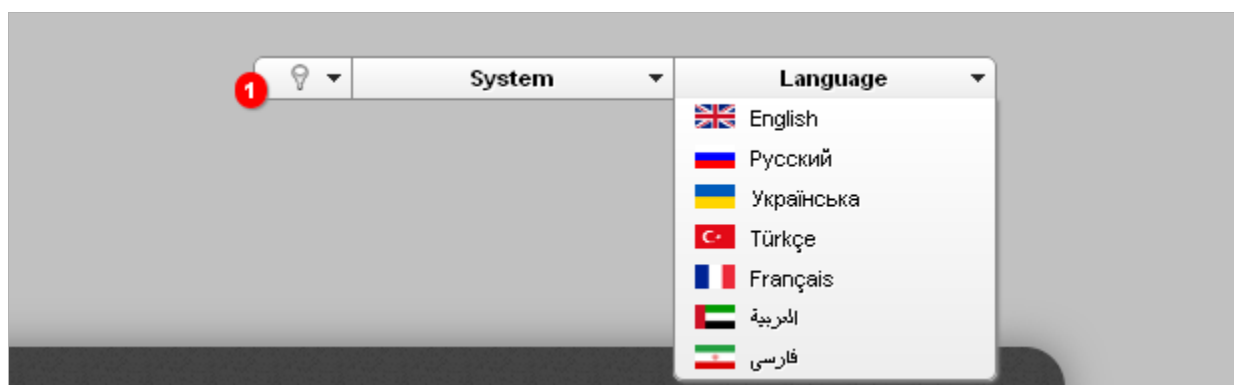 1
System
Language
English
Русский
Українська
Türkçe
Français
العربية
فارسی